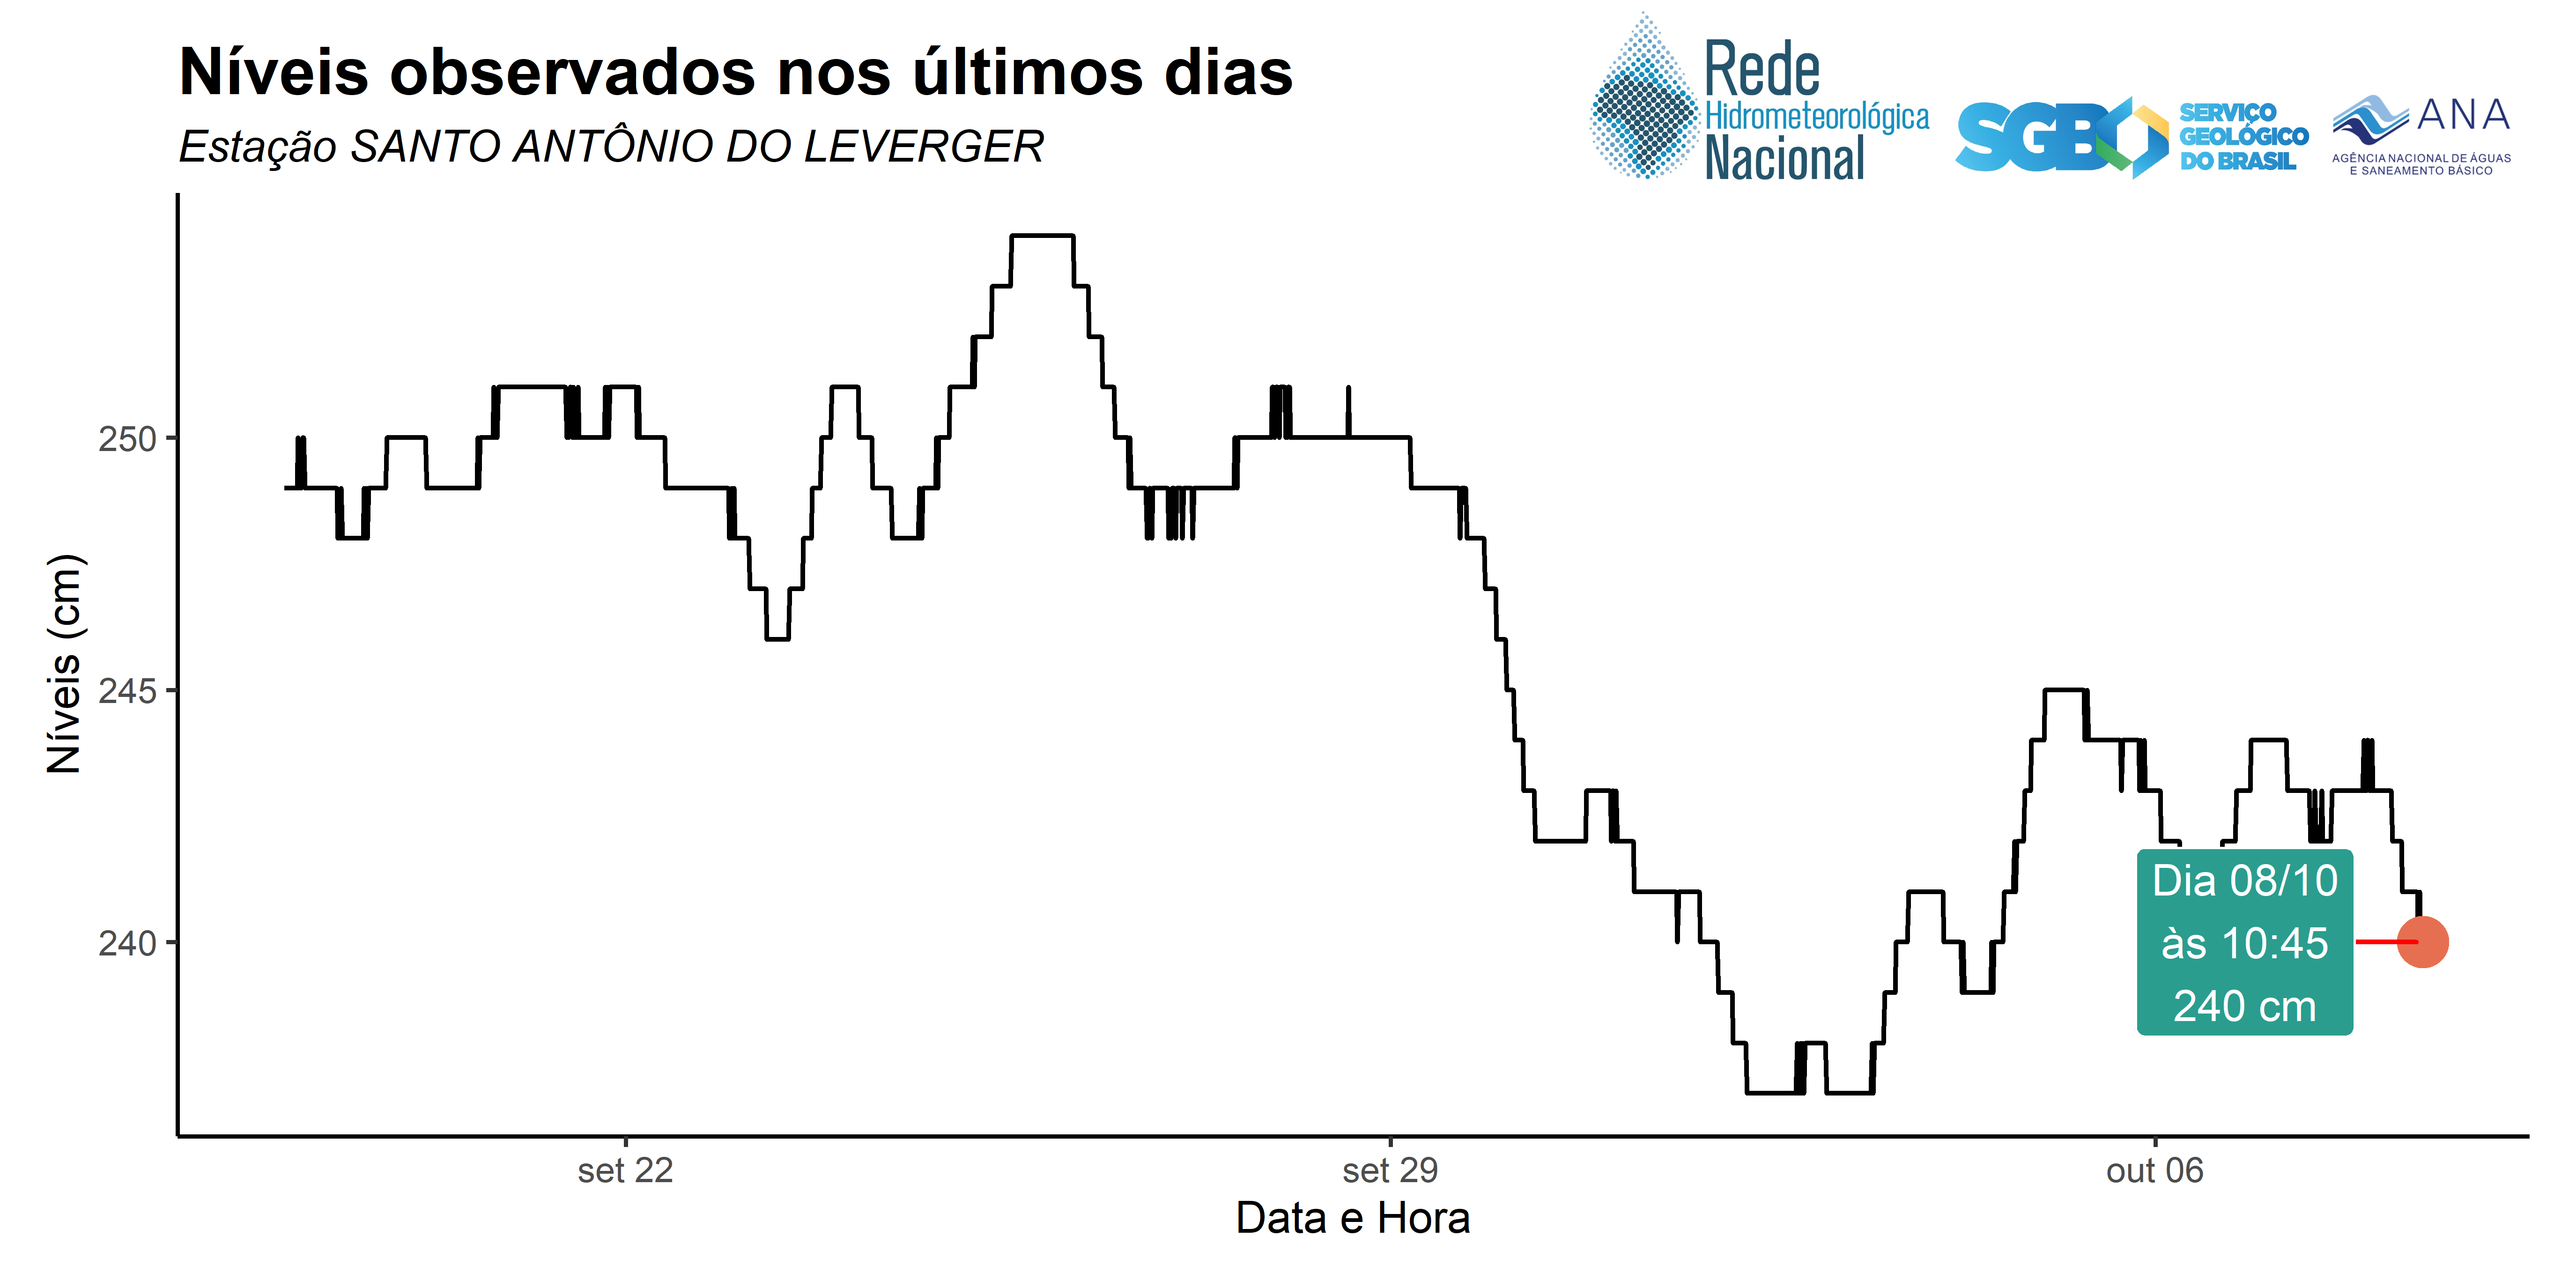 Níveis observados nos últimos dias
Estação SANTO ANTÔNIO DO LEVERGER
Rede
Hidrometeorológica
Nacional
SGB
SERVIÇO
GEOLÓGICO
DO BRASIL
ANA
AGÊNCIA NACIONAL DE ÁGUAS
E SANEAMENTO BÁSICO
Níveis (cm)
250
245
240
Dia 08/10
às 10:45
240 cm
set 22
set 29
out 06
Data e Hora